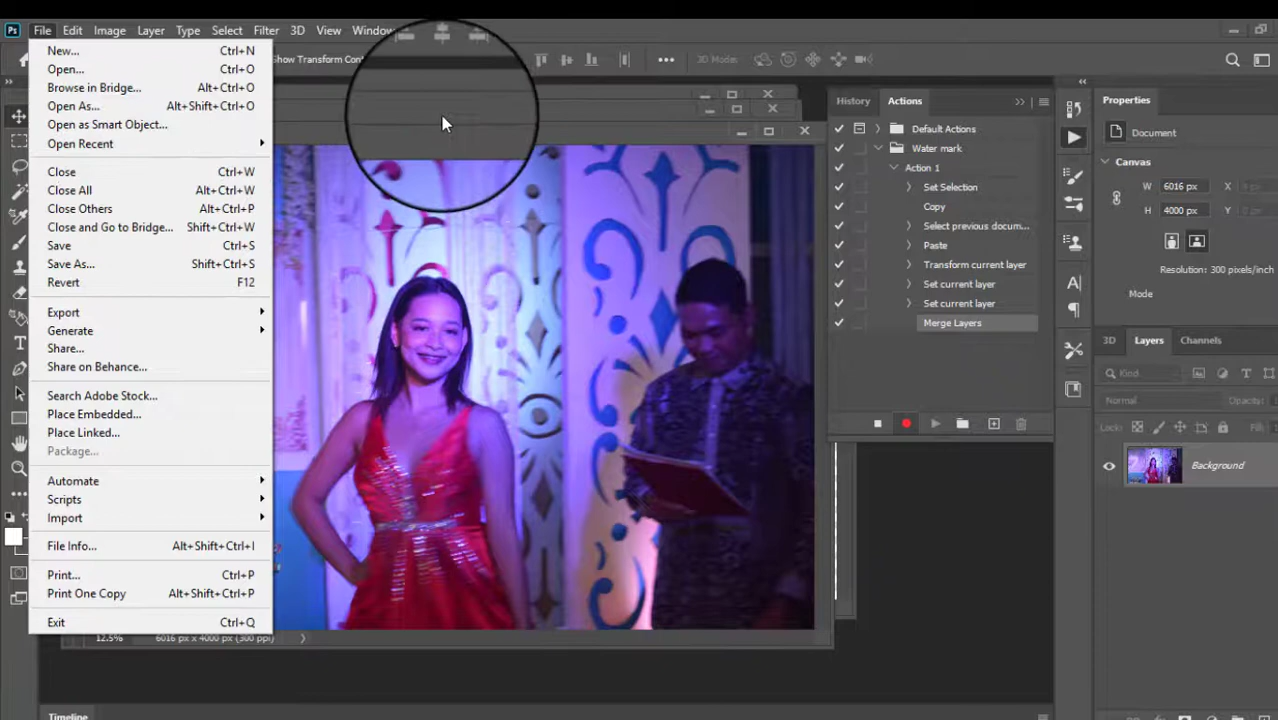 Ps File Edit Image Layer Type Select Filter 3D View Window
New... Ctrl+N
Open... Ctrl+O
Browse in Bridge... Alt+Ctrl+O
Open As... Alt+Shift+Ctrl+O
Open as Smart Object...
Open Recent
Close Ctrl+W
Close All Alt+Ctrl+W
Close Others Alt+Ctrl+P
Close and Go to Bridge... Shift+Ctrl+W
Save Ctrl+S
Save As... Shift+Ctrl+S
Revert F12
Export
Generate
Share...
Share on Behance...
Search Adobe Stock...
Place Embedded...
Place Linked...
Package...
Automate
Scripts
Import
File Info... Alt+Shift+Ctrl+I
Print... Ctrl+P
Print One Copy Alt+Shift+Ctrl+P
Exit Ctrl+Q
Show Transform Cont
3D Mode:
12.5% 6016 px x 4000 px (300 ppi)
Timeline
History Actions
Default Actions
Water mark
Action 1
Set Selection
Copy
Select previous docum...
Paste
Transform current layer
Set current layer
Set current layer
Merge Layers
Properties
Document
Canvas
W 6016 px X
H 4000 px Y
Resolution: 300 pixels/inch
Mode
3D Layers Channels
Kind
Normal Opacity:
Lock: Fill:
Background